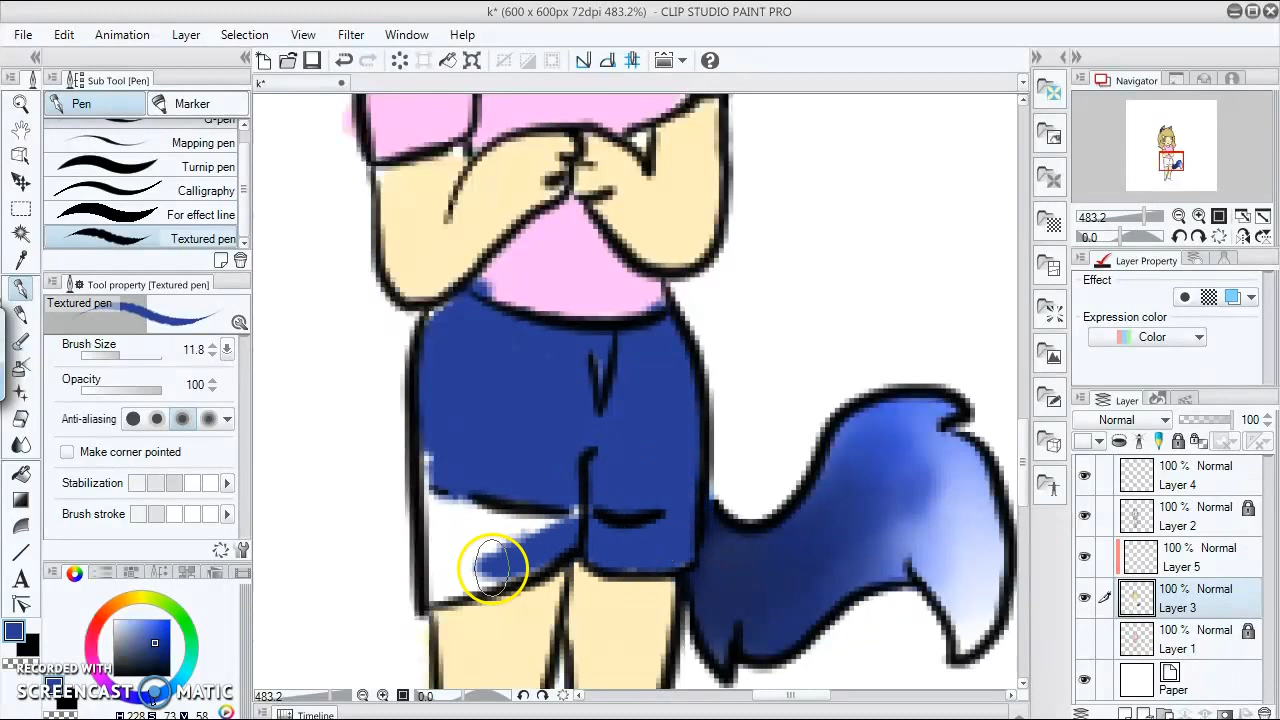 k* (600 x 600px 72dpi 483.2%) - CLIP STUDIO PAINT PRO
File Edit Animation Layer Selection View Filter Window Help
Sub Tool [Pen]
k*
Navigator
Pen Marker
G-pen
Mapping pen
Turnip pen
Calligraphy
For effect line
Textured pen
483.2
0.0
Layer Property
Tool property [Textured pen]
Textured pen
Effect
Expression color
Color
Brush Size 11.8
Opacity 100
Anti-aliasing
Make corner pointed
Stabilization
Brush stroke
Layer
Normal 100
100 % Normal
Layer 4
100 % Normal
Layer 2
100 % Normal
Layer 5
100 % Normal
Layer 3
100 % Normal
Layer 1
Paper
RECORDED WITH
SCREENCAST MATIC
H 228 S 73 V 58
483.2 0.0
Timeline